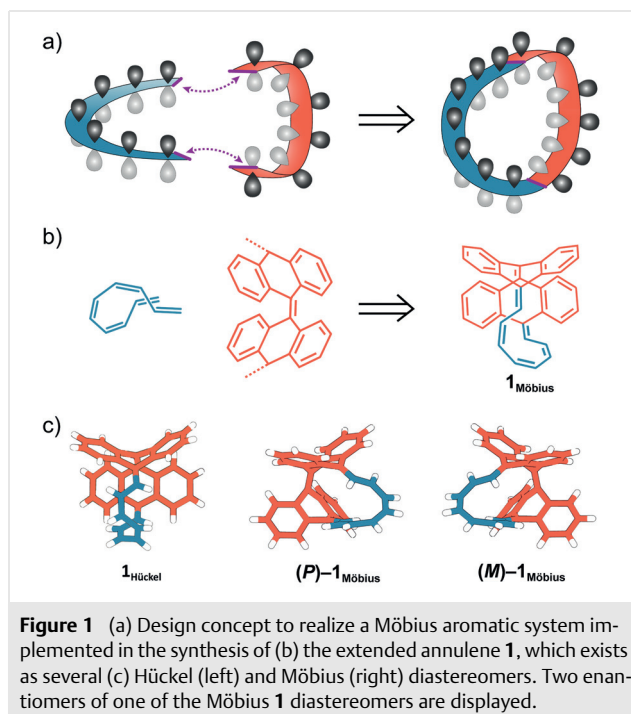 a)
b)
1Möbius
c)
1Hückel
(P)–1Möbius
(M)–1Möbius
Figure 1 (a) Design concept to realize a Möbius aromatic system im-
plemented in the synthesis of (b) the extended annulene 1, which exists
as several (c) Hückel (left) and Möbius (right) diastereomers. Two enan-
tiomers of one of the Möbius 1 diastereomers are displayed.